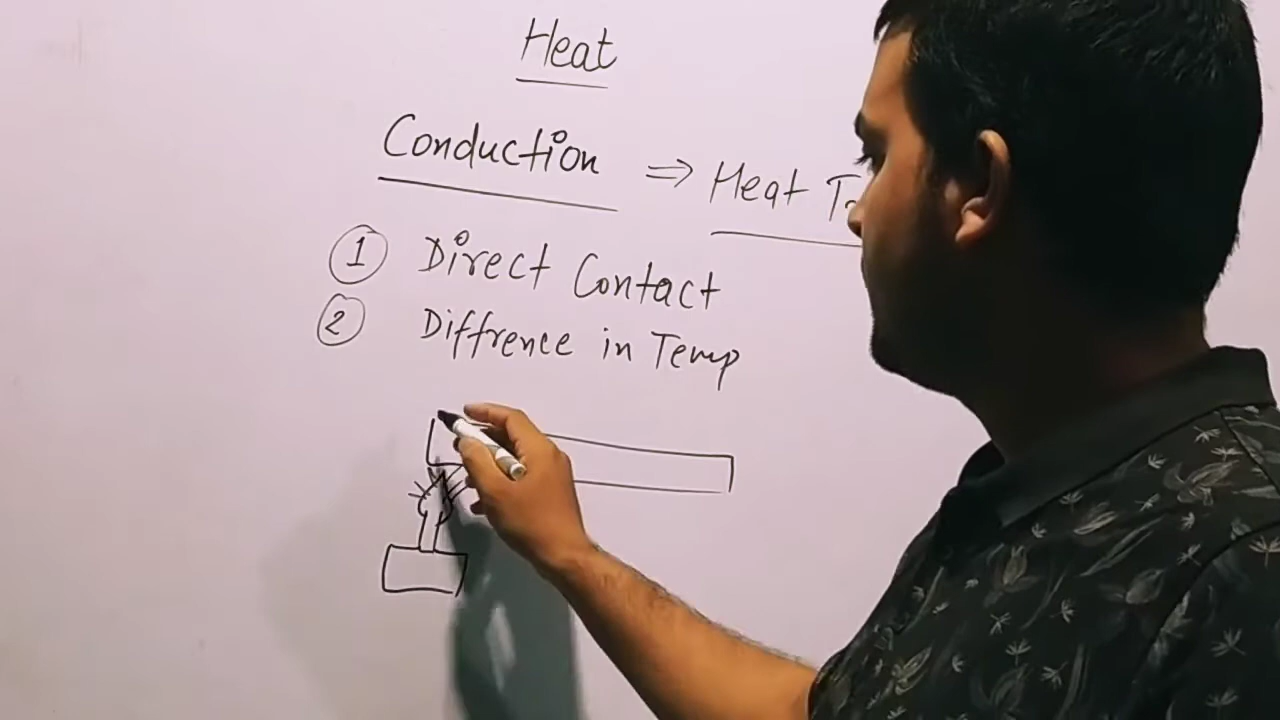 Heat
Conduction ⇒ Heat
① Direct Contact
② Diffrence in Temp